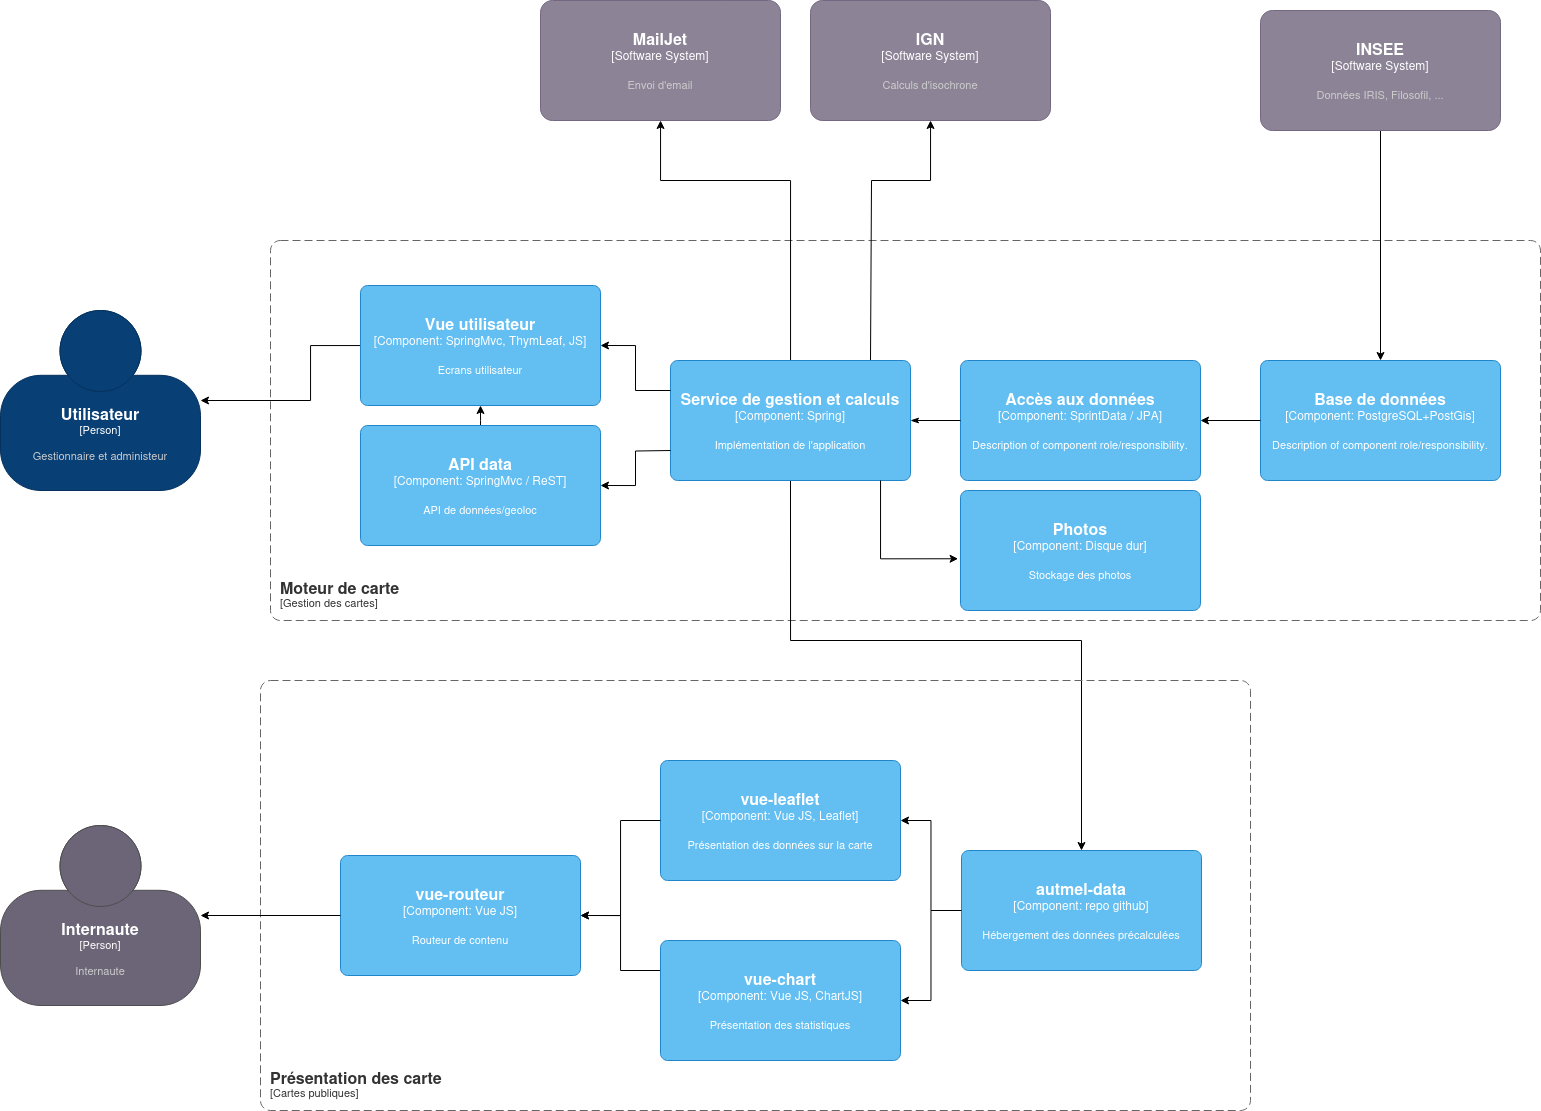 MailJet
[Software System]
Envoi d'email
IGN
[Software System]
Calculs d'isochrone
INSEE
[Software System]
Données IRIS, Filosofil, ...
Vue utilisateur
[Component: SpringMvc, ThymLeaf, JS]
Ecrans utilisateur
Utilisateur
[Person]
Gestionnaire et administeur
Service de gestion et calculs
[Component: Spring]
Implémentation de l'application
Accès aux données
[Component: SprintData / JPA]
Description of component role/responsibility.
Base de données
[Component: PostgreSQL+PostGis]
Description of component role/responsibility.
API data
[Component: SpringMvc / ReST]
API de données/geoloc
Photos
[Component: Disque dur]
Stockage des photos
Moteur de carte
[Gestion des cartes]
vue-leaflet
[Component: Vue JS, Leaflet]
Présentation des données sur la carte
vue-routeur
[Component: Vue JS]
Routeur de contenu
autmel-data
[Component: repo github]
Hébergement des données précalculées
Internaute
[Person]
Internaute
vue-chart
[Component: Vue JS, ChartJS]
Présentation des statistiques
Présentation des carte
[Cartes publiques]